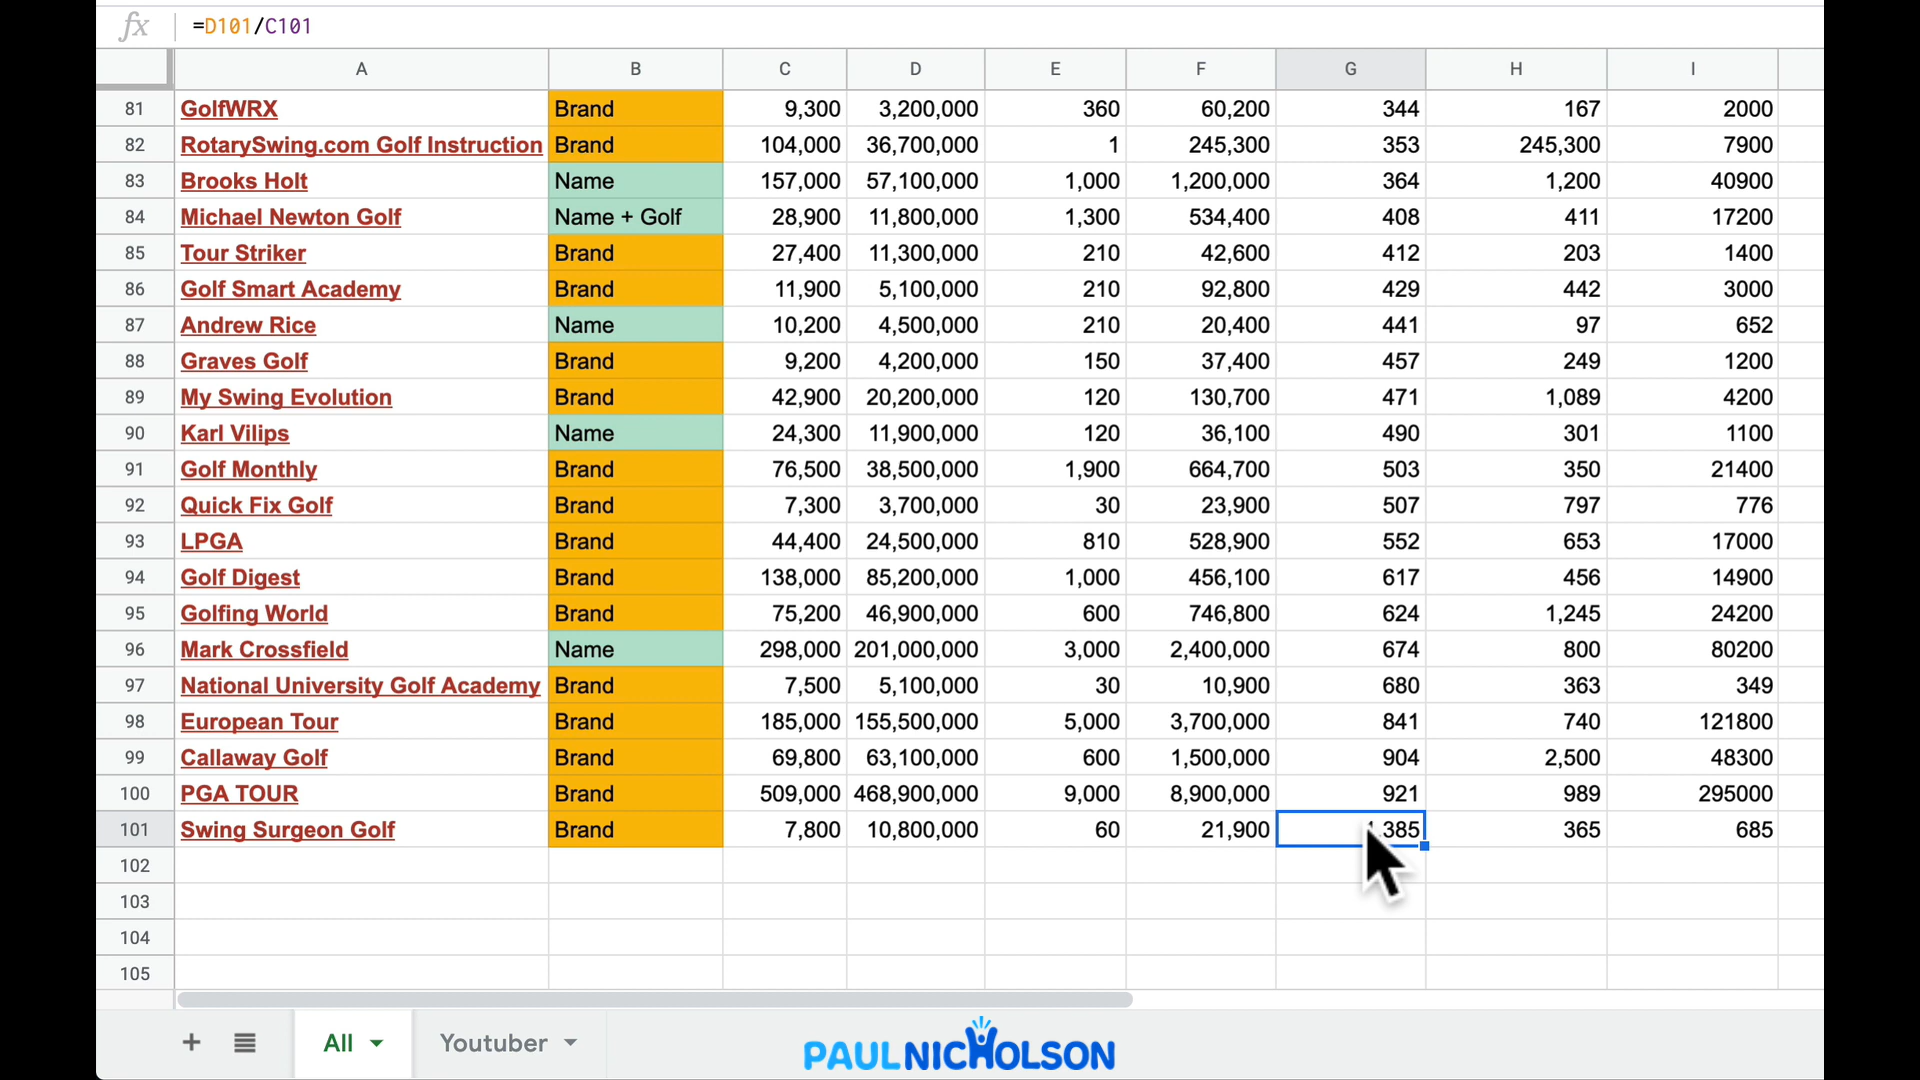 fx =D101/C101
A B C D E F G H I
81 GolfWRX Brand 9,300 3,200,000 360 60,200 344 167 2000
82 RotarySwing.com Golf Instruction Brand 104,000 36,700,000 1 245,300 353 245,300 7900
83 Brooks Holt Name 157,000 57,100,000 1,000 1,200,000 364 1,200 40900
84 Michael Newton Golf Name + Golf 28,900 11,800,000 1,300 534,400 408 411 17200
85 Tour Striker Brand 27,400 11,300,000 210 42,600 412 203 1400
86 Golf Smart Academy Brand 11,900 5,100,000 210 92,800 429 442 3000
87 Andrew Rice Name 10,200 4,500,000 210 20,400 441 97 652
88 Graves Golf Brand 9,200 4,200,000 150 37,400 457 249 1200
89 My Swing Evolution Brand 42,900 20,200,000 120 130,700 471 1,089 4200
90 Karl Vilips Name 24,300 11,900,000 120 36,100 490 301 1100
91 Golf Monthly Brand 76,500 38,500,000 1,900 664,700 503 350 21400
92 Quick Fix Golf Brand 7,300 3,700,000 30 23,900 507 797 776
93 LPGA Brand 44,400 24,500,000 810 528,900 552 653 17000
94 Golf Digest Brand 138,000 85,200,000 1,000 456,100 617 456 14900
95 Golfing World Brand 75,200 46,900,000 600 746,800 624 1,245 24200
96 Mark Crossfield Name 298,000 201,000,000 3,000 2,400,000 674 800 80200
97 National University Golf Academy Brand 7,500 5,100,000 30 10,900 680 363 349
98 European Tour Brand 185,000 155,500,000 5,000 3,700,000 841 740 121800
99 Callaway Golf Brand 69,800 63,100,000 600 1,500,000 904 2,500 48300
100 PGA TOUR Brand 509,000 468,900,000 9,000 8,900,000 921 989 295000
101 Swing Surgeon Golf Brand 7,800 10,800,000 60 21,900 1,385 365 685
102
103
104
105
+ All Youtuber PAULNICHOLSON